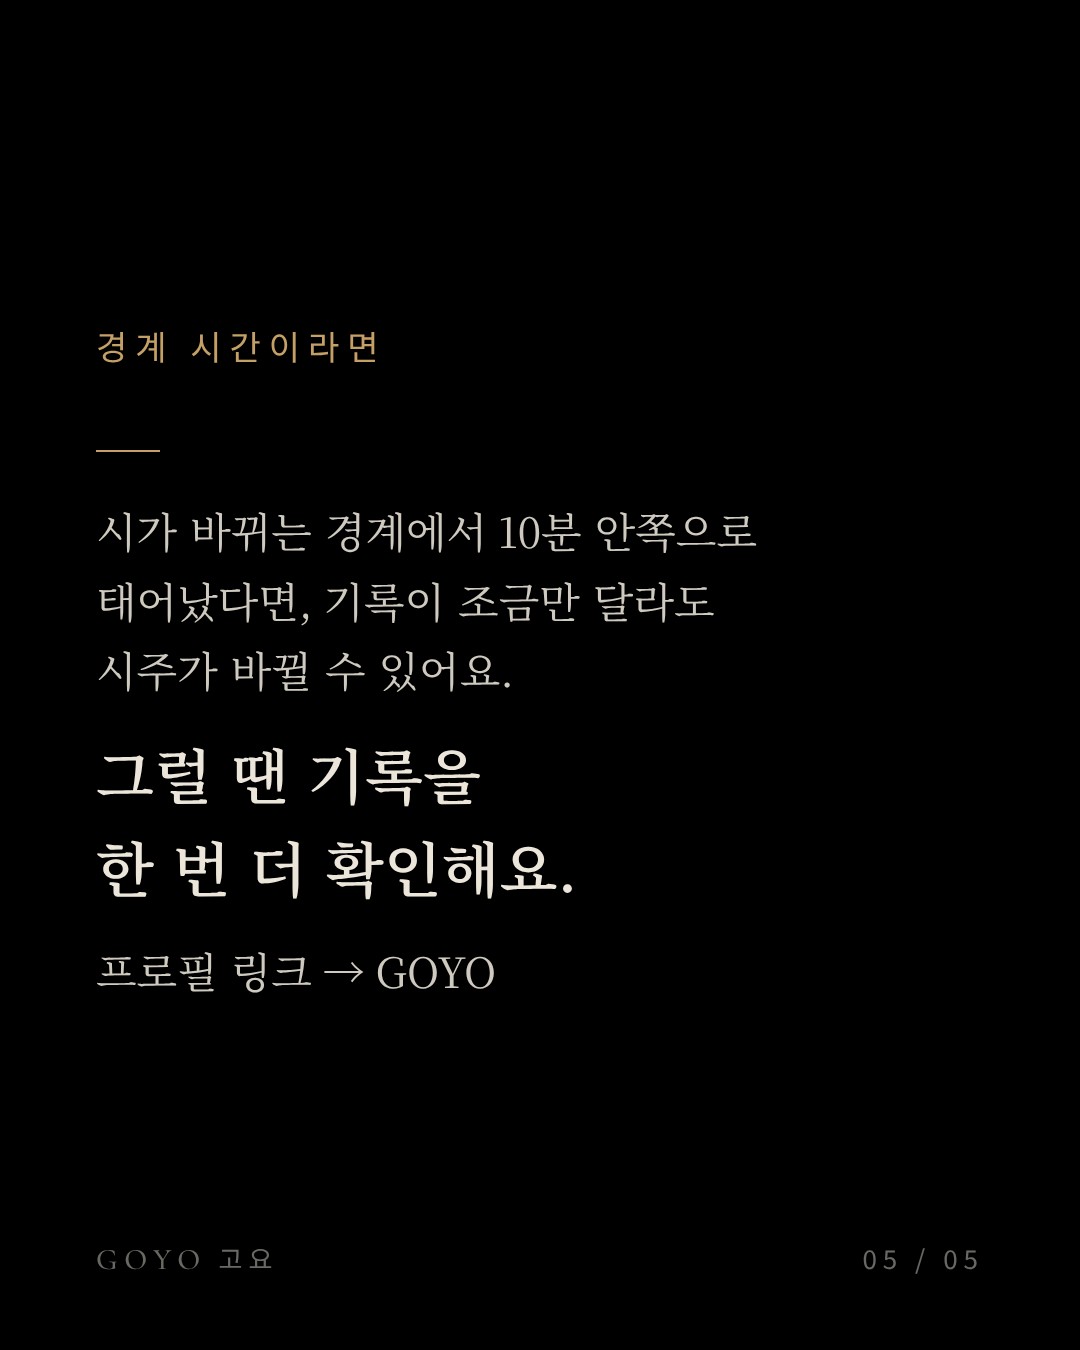 경계 시간이라면
시가 바뀌는 경계에서 10분 안쪽으로
태어났다면, 기록이 조금만 달라도
시주가 바뀔 수 있어요.
그럴 땐 기록을
한 번 더 확인해요.
프로필 링크 → GOYO
GOYO 고요
05 / 05